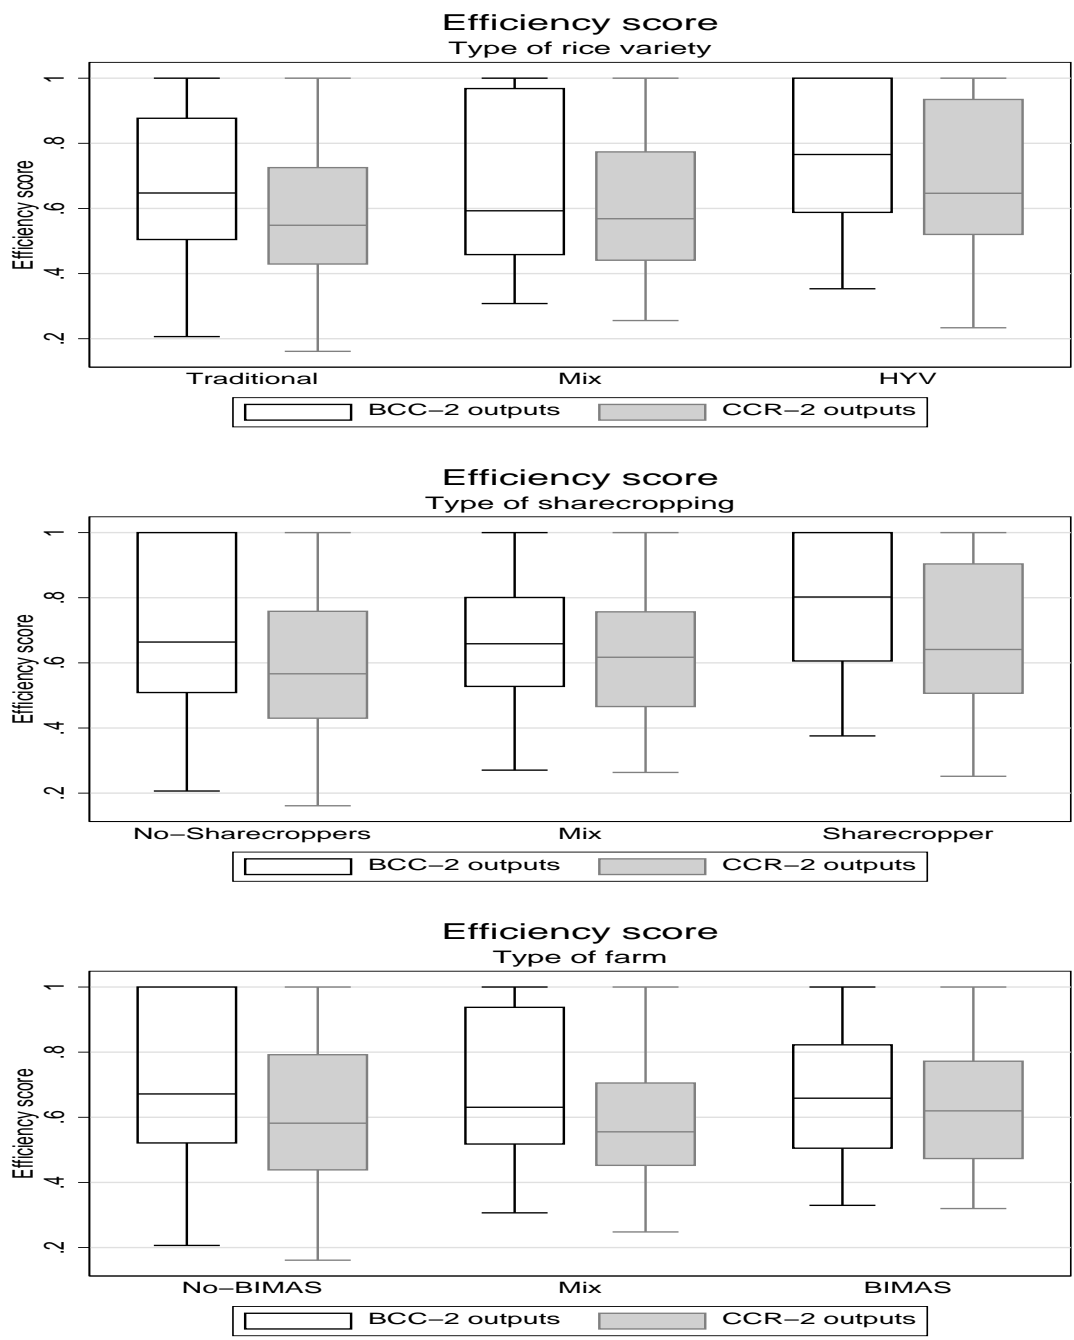 Efficiency score
Type of rice variety
Efficiency score
1
.8
.6
.4
.2
Traditional Mix HYV
BCC−2 outputs CCR−2 outputs
Efficiency score
Type of sharecropping
Efficiency score
1
.8
.6
.4
.2
No−Sharecroppers Mix Sharecropper
BCC−2 outputs CCR−2 outputs
Efficiency score
Type of farm
Efficiency score
1
.8
.6
.4
.2
No−BIMAS Mix BIMAS
BCC−2 outputs CCR−2 outputs